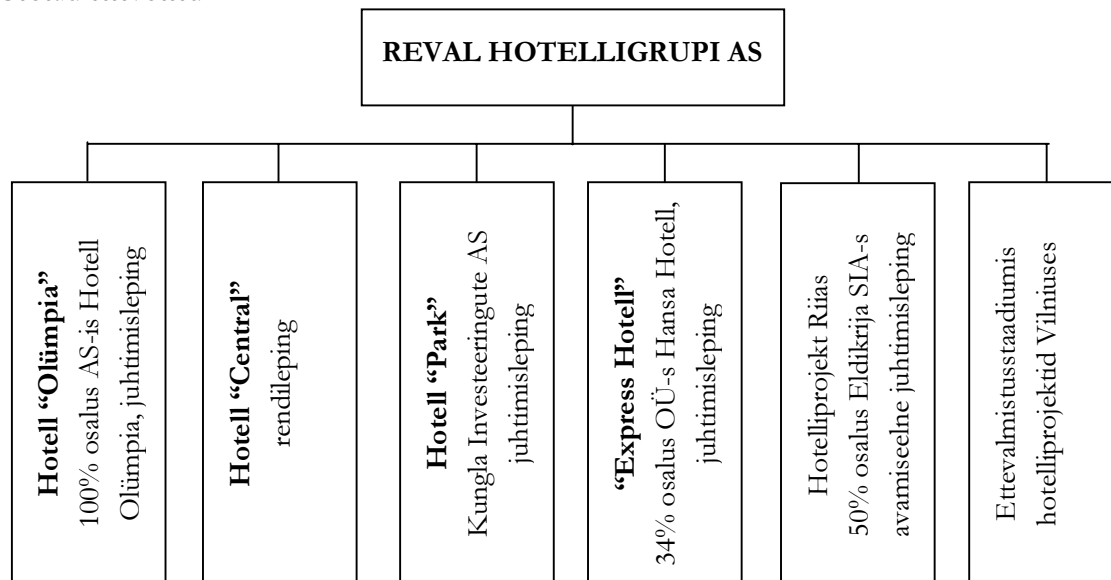 REVAL HOTELLIGRUPI AS
Hotell “Olümpia”
100% osalus AS-is Hotell
Olümpia, juhtimisleping
Hotell “Central”
rendileping
Hotell “Park”
Kungla Investeeringute AS
juhtimisleping
“Express Hotell”
34% osalus OÜ-s Hansa Hotell,
juhtimisleping
Hotelliprojekt Riias
50% osalus Eldikrija SIA-s
avamiseelne juhtimisleping
Ettevalmistusstaadiumis
hotelliprojektid Vilniuses